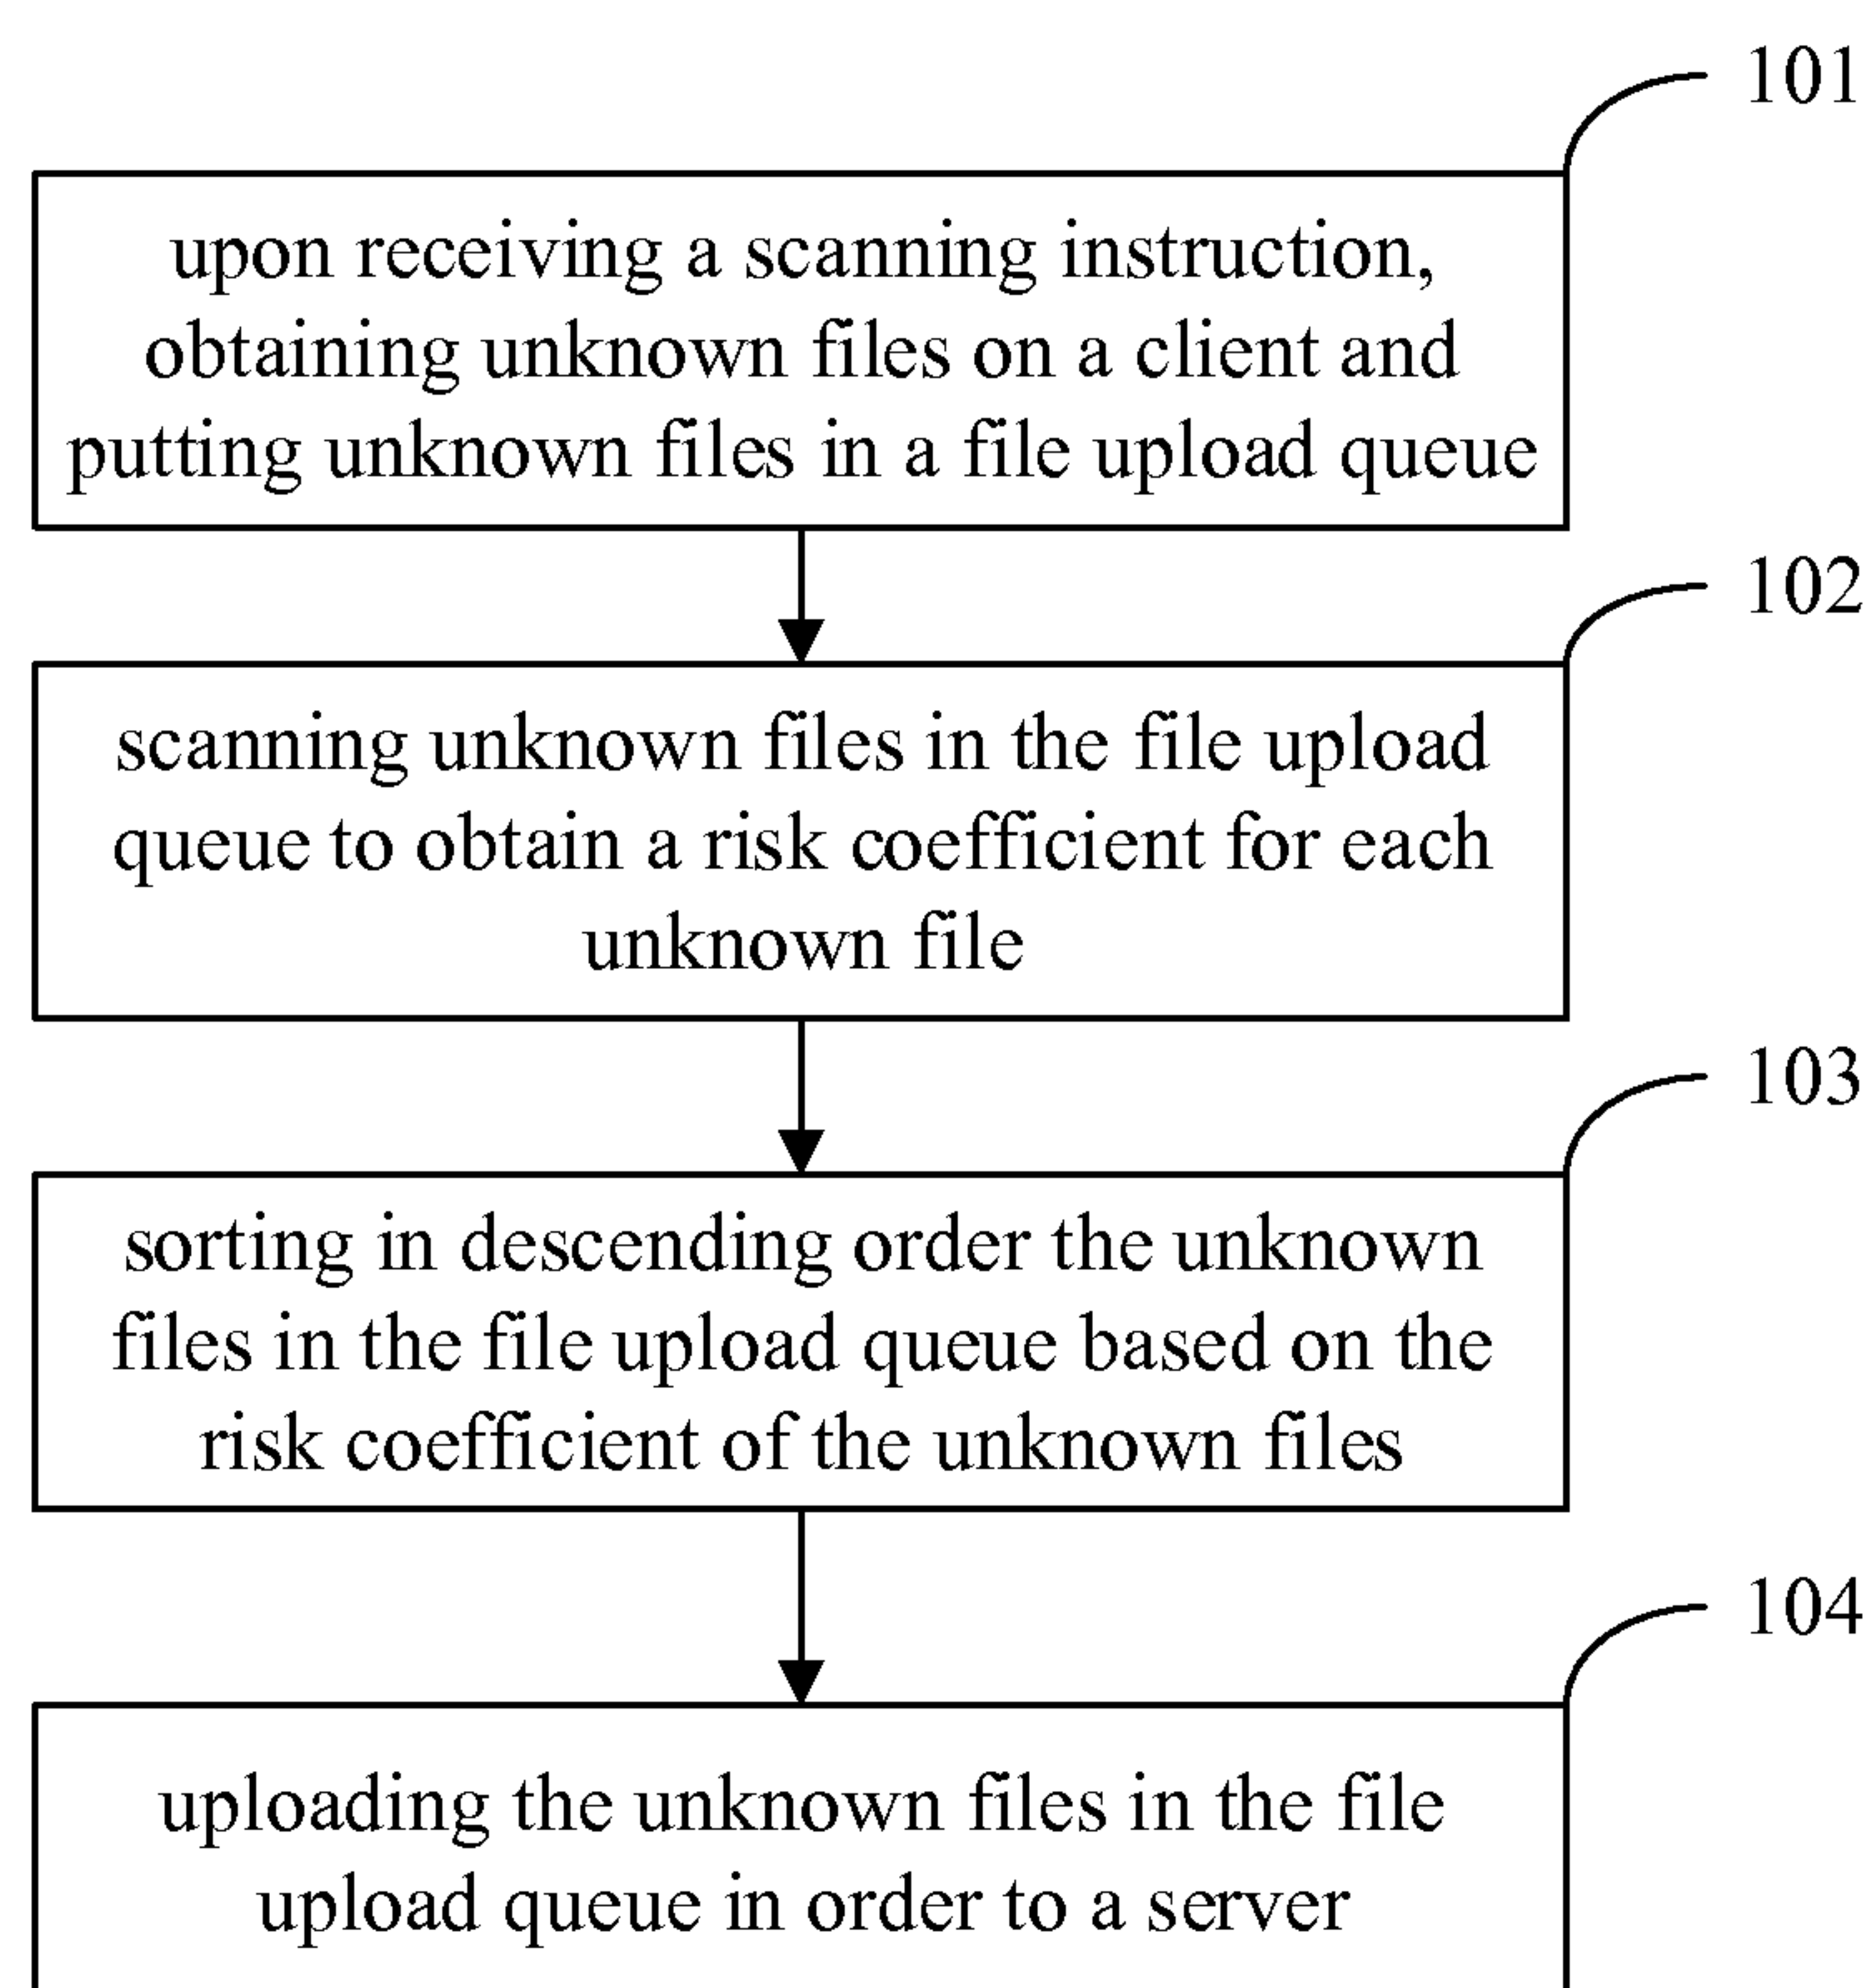 101
upon receiving a scanning instruction,
obtaining unknown files on a client and
putting unknown files in a file upload queue
102
scanning unknown files in the file upload
queue to obtain a risk coefficient for each
unknown file
103
sorting in descending order the unknown
files in the file upload queue based on the
risk coefficient of the unknown files
104
uploading the unknown files in the file
upload queue in order to a server